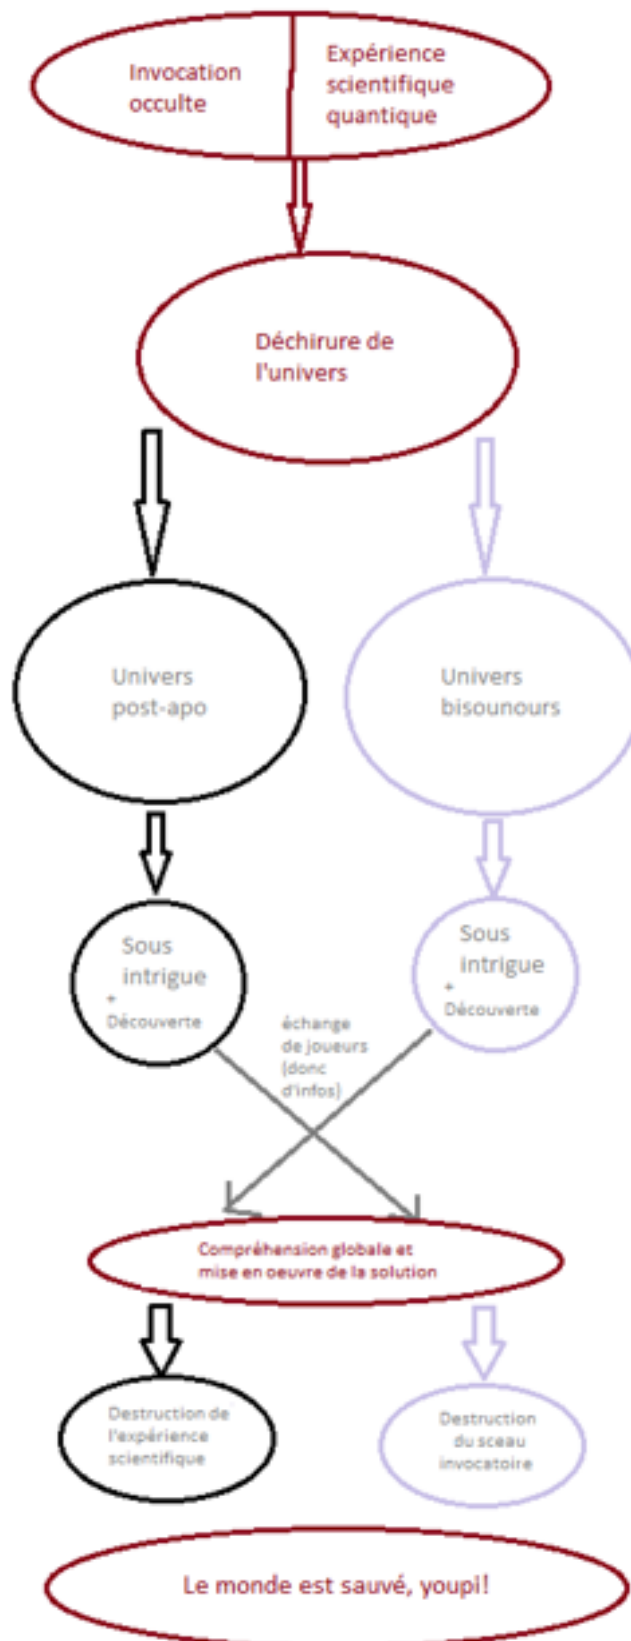 Invocation
occulte
Expérience
scientifique
quantique
Déchirure de
l'univers
Univers
post-apo
Univers
bisounours
Sous
intrigue
+
Découverte
Sous
intrigue
+
Découverte
échange
de joueurs
(donc
d'infos)
Compréhension globale et
mise en oeuvre de la solution
Destruction de
l'expérience
scientifique
Destruction
du sceau
invocatoire
Le monde est sauvé, youpi!